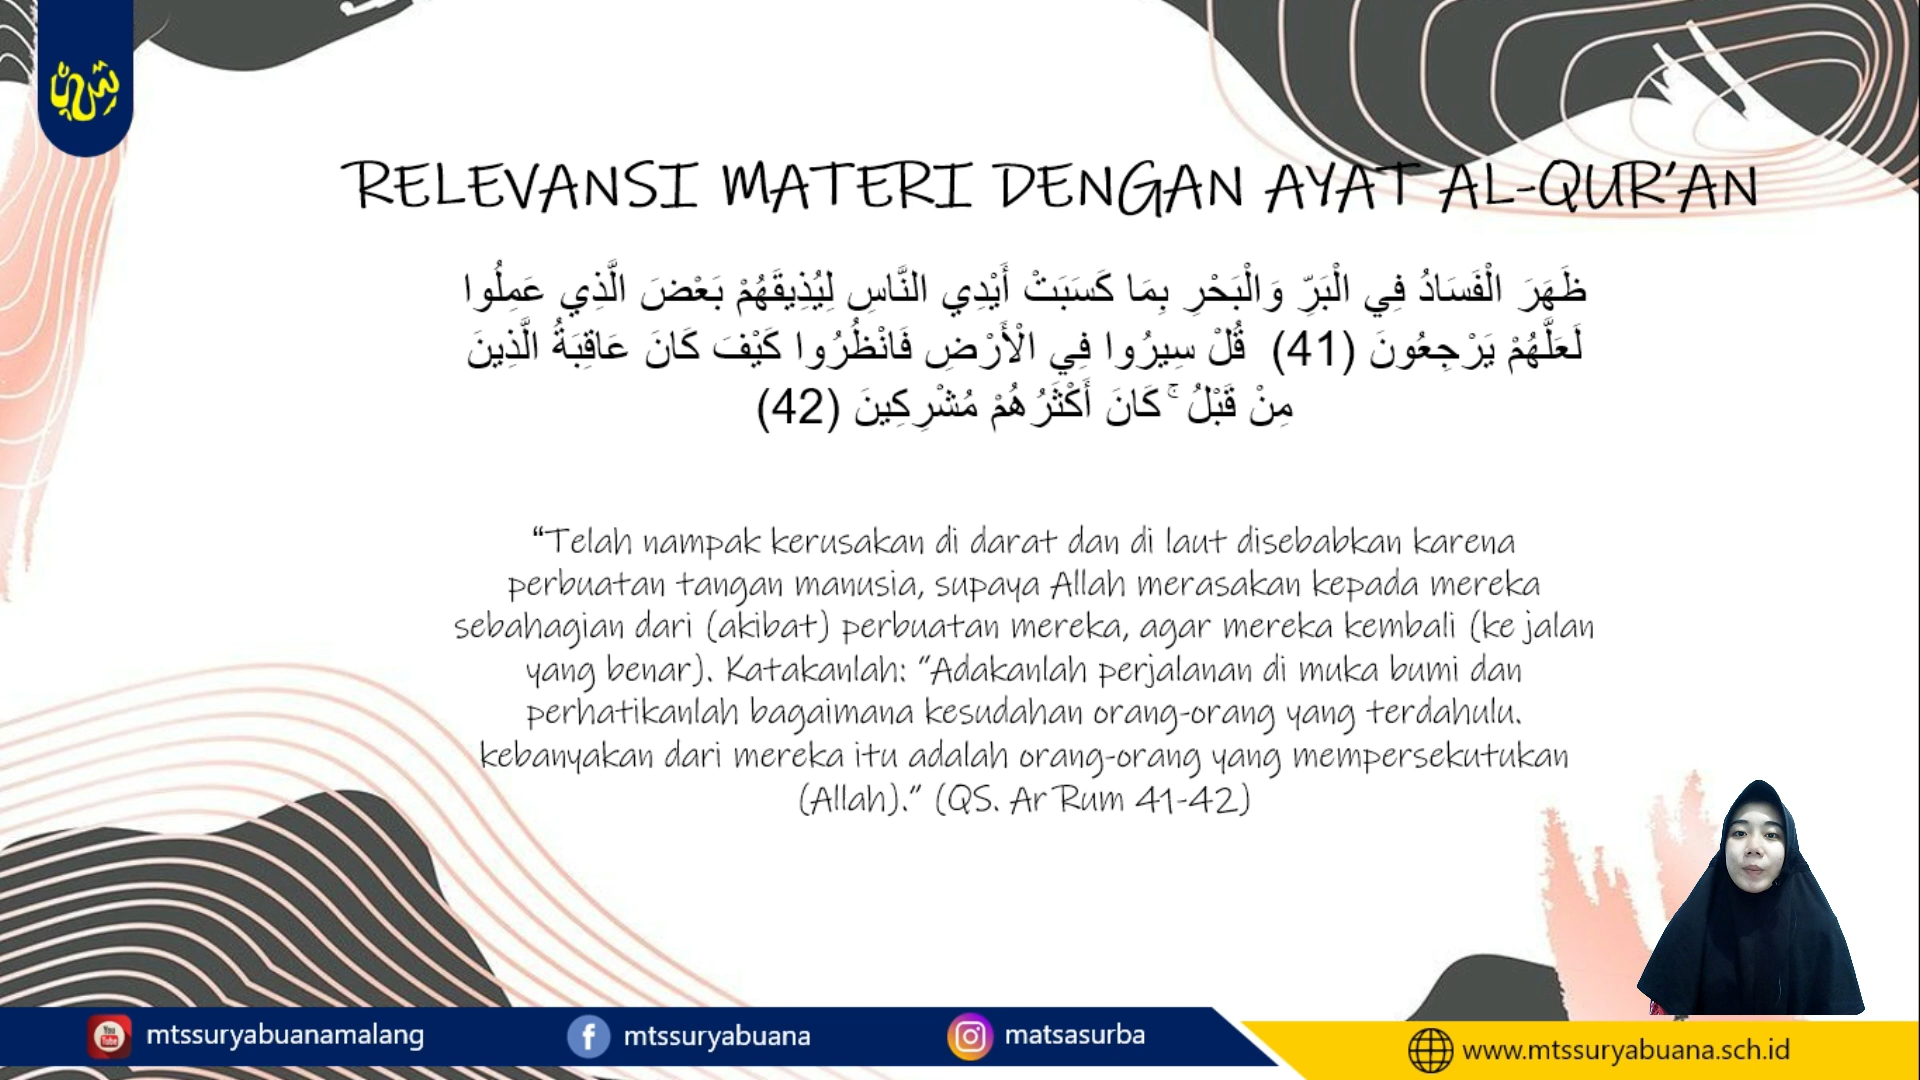 RELEVANSI MATERI DENGAN AYAT AL-QUR'AN
ظَهَرَ الْفَسَادُ فِي الْبَرِّ وَالْبَحْرِ بِمَا كَسَبَتْ أَيْدِي النَّاسِ لِيُذِيقَهُمْ بَعْضَ الَّذِي عَمِلُوا
لَعَلَّهُمْ يَرْجِعُونَ (41) قُلْ سِيرُوا فِي الْأَرْضِ فَانْظُرُوا كَيْفَ كَانَ عَاقِبَةُ الَّذِينَ
مِنْ قَبْلُ ۚ كَانَ أَكْثَرُهُمْ مُشْرِكِينَ (42)
“Telah nampak kerusakan di darat dan di laut disebabkan karena
perbuatan tangan manusia, supaya Allah merasakan kepada mereka
sebahagian dari (akibat) perbuatan mereka, agar mereka kembali (ke jalan
yang benar). Katakanlah: “Adakanlah perjalanan di muka bumi dan
perhatikanlah bagaimana kesudahan orang-orang yang terdahulu.
kebanyakan dari mereka itu adalah orang-orang yang mempersekutukan
(Allah).” (QS. Ar Rum 41-42)
You Tube mtssuryabuanamalang
mtssuryabuana
matsasurba
www.mtssuryabuana.sch.id